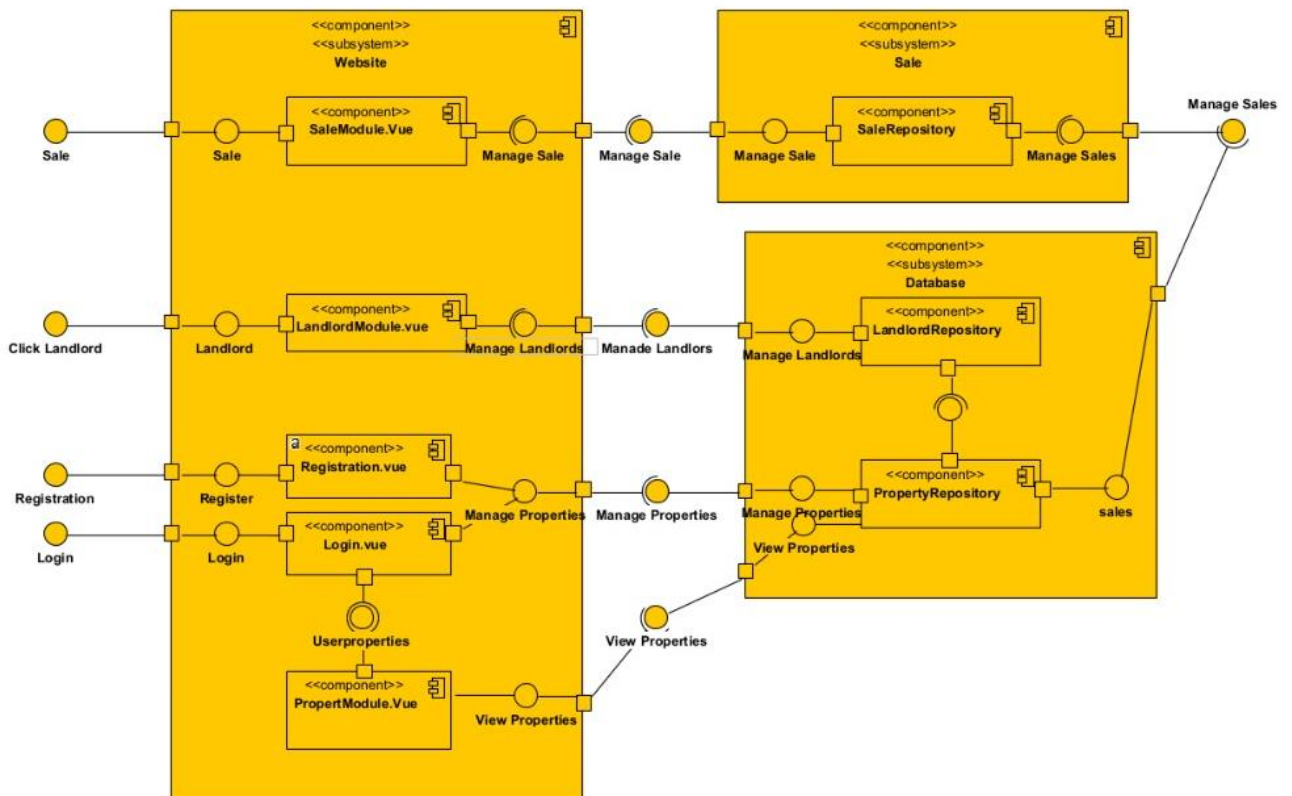 <<component>>
<<subsystem>>
Website
Sale
Sale
<<component>>
SaleModule.Vue
Manage Sale
Manage Sale
<<component>>
<<subsystem>>
Sale
Manage Sale
<<component>>
SaleRepository
Manage Sales
Manage Sales
Click Landlord
Landlord
<<component>>
LandlordModule.vue
Manage Landlords
Manade Landlors
<<component>>
<<subsystem>>
Database
Manage Landlords
<<component>>
LandlordRepository
Registration
Register
a
<<component>>
Registration.vue
Manage Properties
Manage Properties
Manage Properties
<<component>>
PropertyRepository
sales
View Properties
Login
Login
<<component>>
Login.vue
Userproperties
View Properties
<<component>>
PropertModule.Vue
View Properties